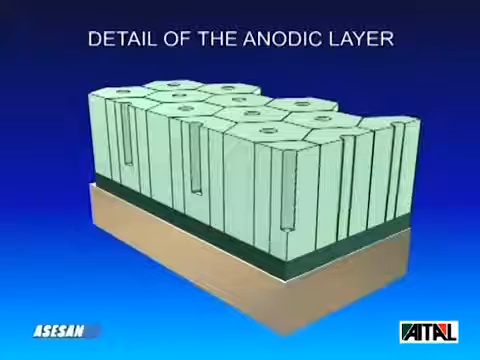 DETAIL OF THE ANODIC LAYER
ASESAN
AITAL